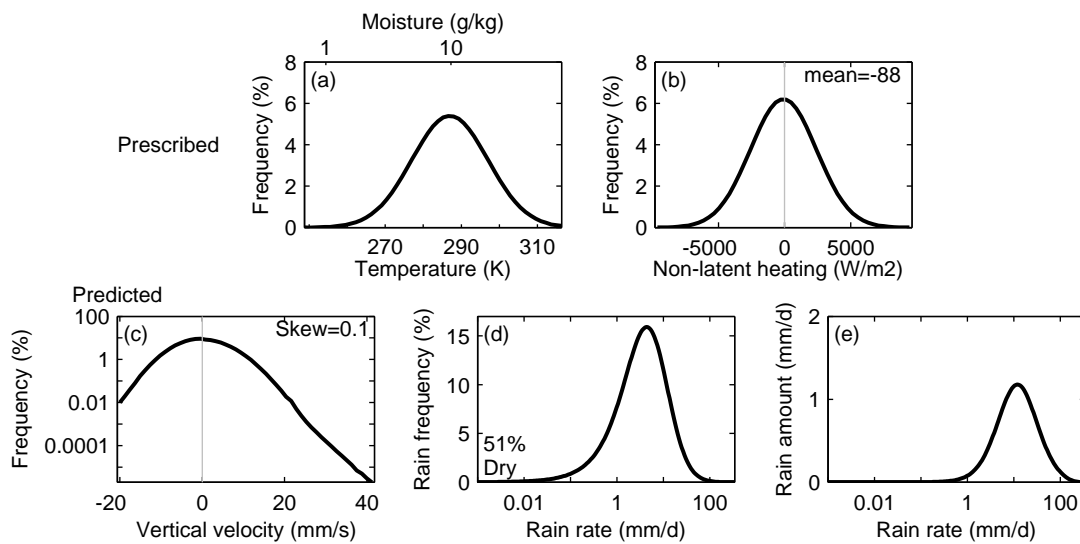 Moisture (g/kg)
1 10
8
6
4
2
0
Frequency (%)
(a)
270 290 310
Temperature (K)
Prescribed
8
6
4
2
0
Frequency (%)
(b)
mean=-88
-5000 0 5000
Non-latent heating (W/m2)
Predicted
100
1
0.01
0.0001
Frequency (%)
(c)
Skew=0.1
-20 0 20 40
Vertical velocity (mm/s)
15
10
5
0
Rain frequency (%)
(d)
51%
Dry
0.01 1 100
Rain rate (mm/d)
2
1
0
Rain amount (mm/d)
(e)
0.01 1 100
Rain rate (mm/d)